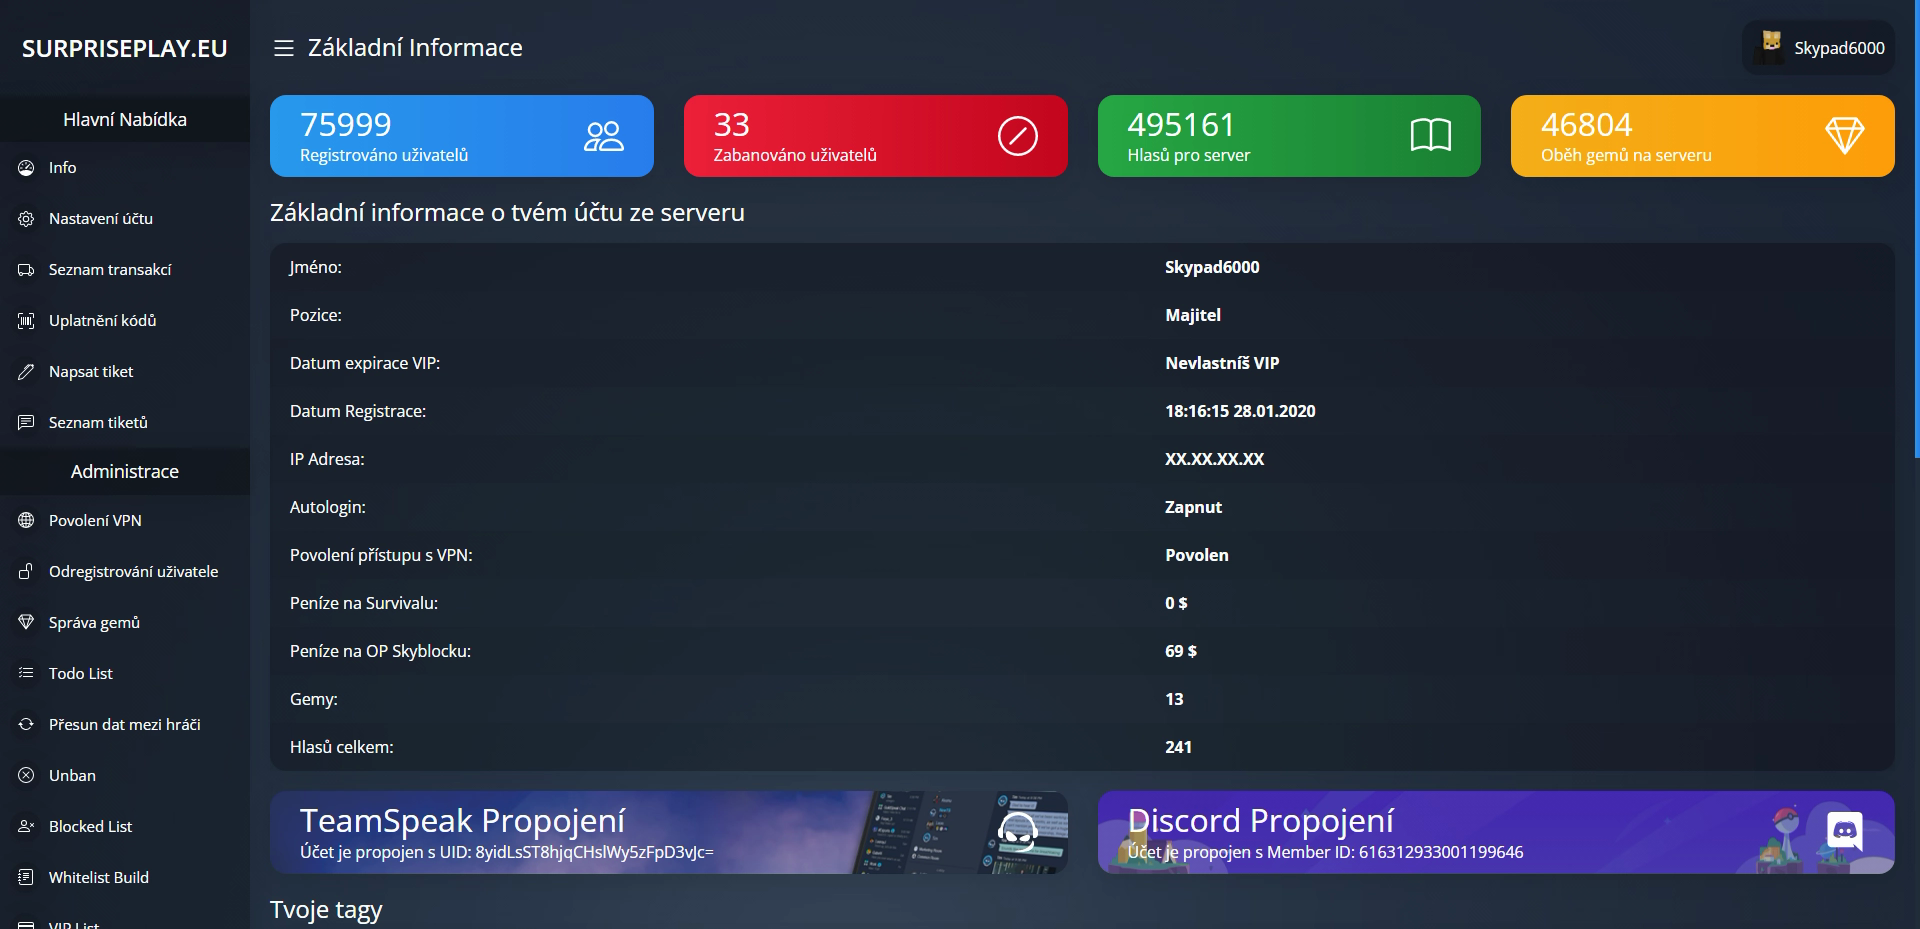 SURPRISEPLAY.EU
Základní Informace
Skypad6000
Hlavní Nabídka
Info
Nastavení účtu
Seznam transakcí
Uplatnění kódů
Napsat tiket
Seznam tiketů
Administrace
Povolení VPN
Odregistrování uživatele
Správa gemů
Todo List
Přesun dat mezi hráči
Unban
Blocked List
Whitelist Build
VIP List
75999
Registrováno uživatelů
33
Zabanováno uživatelů
495161
Hlasů pro server
46804
Oběh gemů na serveru
Základní informace o tvém účtu ze serveru
Jméno: Skypad6000
Pozice: Majitel
Datum expirace VIP: Nevlastníš VIP
Datum Registrace: 18:16:15 28.01.2020
IP Adresa: XX.XX.XX.XX
Autologin: Zapnut
Povolení přístupu s VPN: Povolen
Peníze na Survivalu: 0 $
Peníze na OP Skyblocku: 69 $
Gemy: 13
Hlasů celkem: 241
TeamSpeak Propojení
Účet je propojen s UID: 8yidLsST8hjqCHslWy5zFpD3vJc=
Discord Propojení
Účet je propojen s Member ID: 616312933001199646
Tvoje tagy